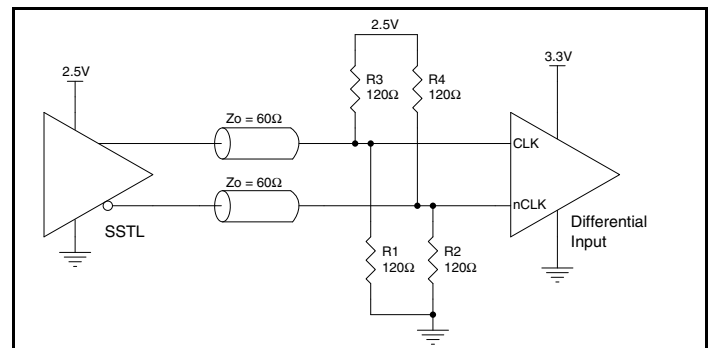 2.5V
2.5V
3.3V
R3
120Ω
R4
120Ω
Zo = 60Ω
CLK
Zo = 60Ω
nCLK
SSTL
Differential
Input
R1
120Ω
R2
120Ω